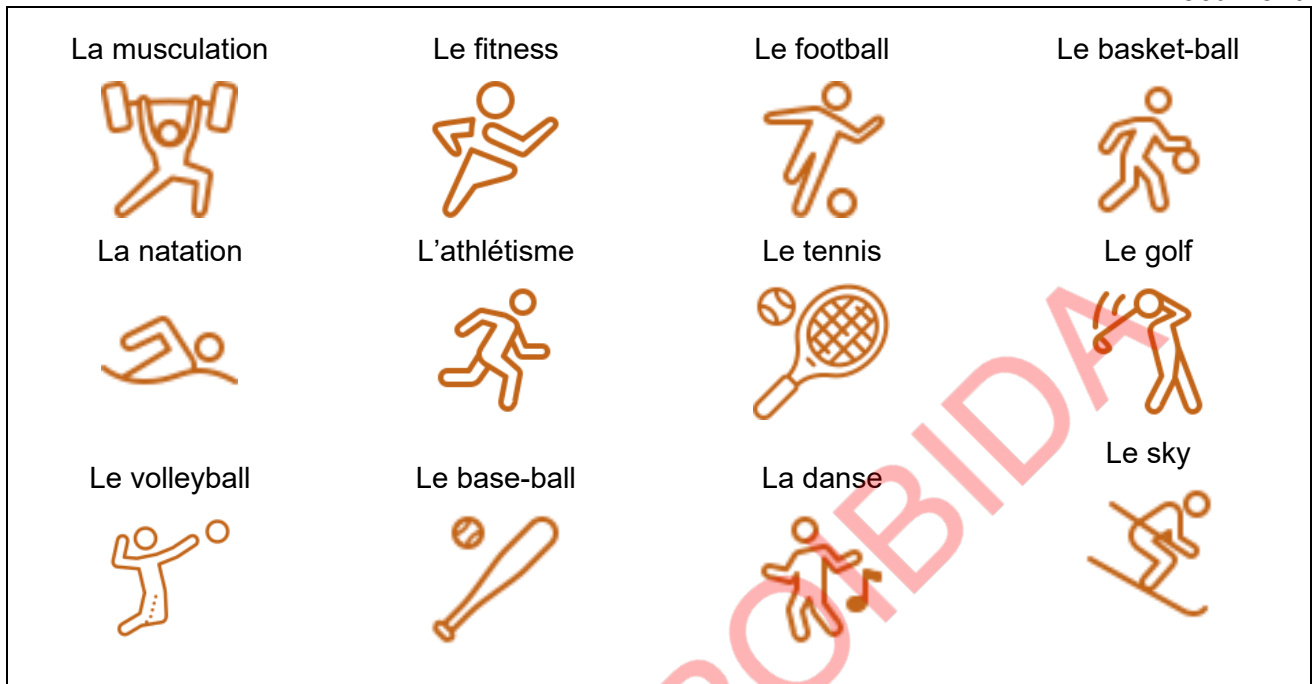 La musculation Le fitness Le football Le basket-ball
La natation L’athlétisme Le tennis Le golf
Le sky
Le volleyball Le base-ball La danse
OIBIDA